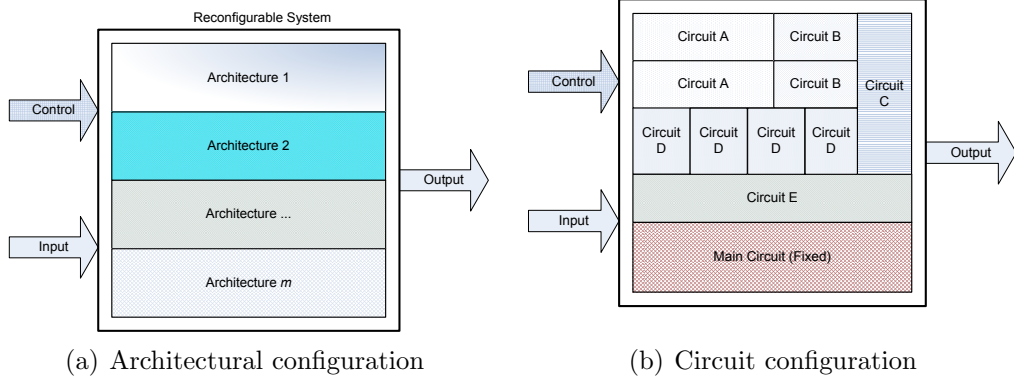 Reconfigurable System
Architecture 1
Control
Architecture 2
Output
Architecture ...
Input
Architecture m
(a) Architectural configuration
Circuit A
Circuit B
Control
Circuit A
Circuit B
Circuit
C
Circuit
D
Circuit
D
Circuit
D
Circuit
D
Output
Circuit E
Input
Main Circuit (Fixed)
(b) Circuit configuration